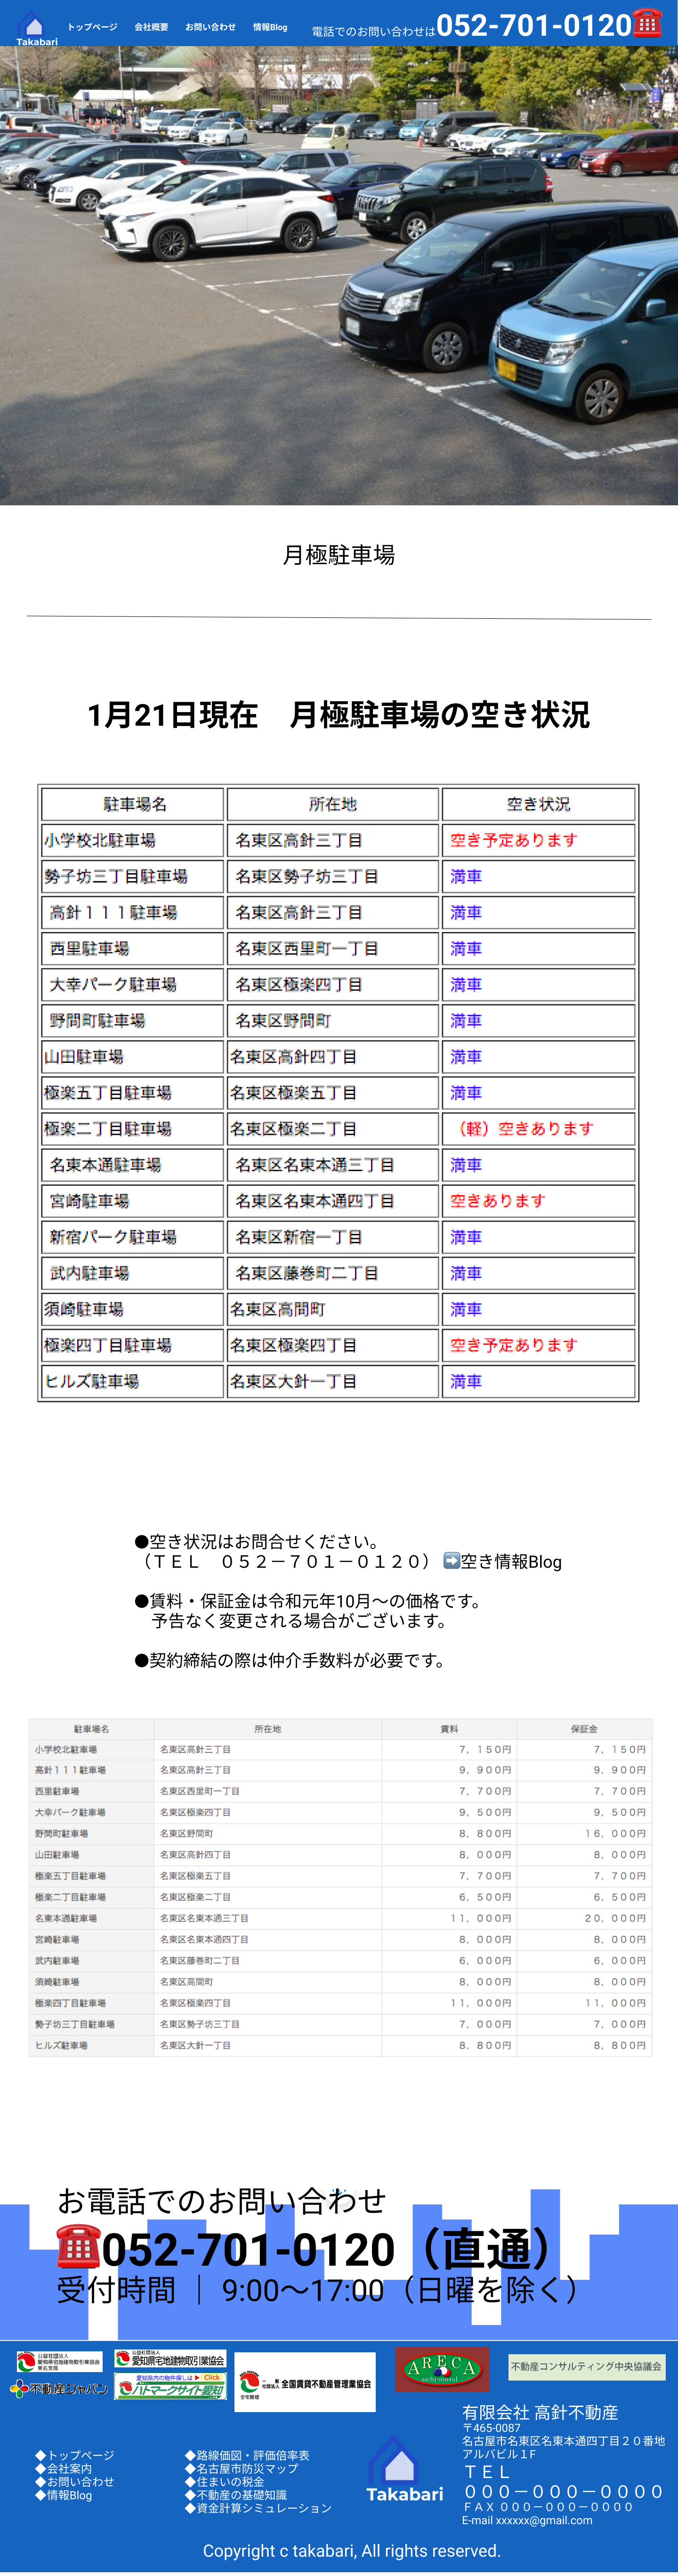 Takabari
トップページ 会社概要 お問い合わせ 情報Blog 電話でのお問い合わせは052-701-0120
月極駐車場
1月21日現在　月極駐車場の空き状況
駐車場名 所在地 空き状況
小学校北駐車場 名東区高針三丁目 空き予定あります
勢子坊三丁目駐車場 名東区勢子坊三丁目 満車
高針１１１駐車場 名東区高針三丁目 満車
西里駐車場 名東区西里町一丁目 満車
大幸パーク駐車場 名東区極楽四丁目 満車
野間町駐車場 名東区野間町 満車
山田駐車場 名東区高針四丁目 満車
極楽五丁目駐車場 名東区極楽五丁目 満車
極楽二丁目駐車場 名東区極楽二丁目 （軽）空きあります
名東本通駐車場 名東区名東本通三丁目 満車
宮崎駐車場 名東区名東本通四丁目 空きあります
新宿パーク駐車場 名東区新宿一丁目 満車
武内駐車場 名東区藤巻町二丁目 満車
須崎駐車場 名東区高間町 満車
極楽四丁目駐車場 名東区極楽四丁目 空き予定あります
ヒルズ駐車場 名東区大針一丁目 満車
●空き状況はお問合せください。
（ＴＥＬ　０５２－７０１－０１２０） ➡空き情報Blog
●賃料・保証金は令和元年10月〜の価格です。
予告なく変更される場合がございます。
●契約締結の際は仲介手数料が必要です。
駐車場名 所在地 賃料 保証金
小学校北駐車場 名東区高針三丁目 ７，１５０円 ７，１５０円
高針１１１駐車場 名東区高針三丁目 ９，９００円 ９，９００円
西里駐車場 名東区西里町一丁目 ７，７００円 ７，７００円
大幸パーク駐車場 名東区極楽四丁目 ９，５００円 ９，５００円
野間町駐車場 名東区野間町 ８，８００円 １６，０００円
山田駐車場 名東区高針四丁目 ８，０００円 ８，０００円
極楽五丁目駐車場 名東区極楽五丁目 ７，７００円 ７，７００円
極楽二丁目駐車場 名東区極楽二丁目 ６，５００円 ６，５００円
名東本通駐車場 名東区名東本通三丁目 １１，０００円 ２０，０００円
宮崎駐車場 名東区名東本通四丁目 ８，０００円 ８，０００円
武内駐車場 名東区藤巻町二丁目 ６，０００円 ６，０００円
須崎駐車場 名東区高間町 ８，０００円 ８，０００円
極楽四丁目駐車場 名東区極楽四丁目 １１，０００円 １１，０００円
勢子坊三丁目駐車場 名東区勢子坊三丁目 ７，０００円 ７，０００円
ヒルズ駐車場 名東区大針一丁目 ８，８００円 ８，８００円
お電話でのお問い合わせ
052-701-0120（直通）
受付時間 ｜ 9:00〜17:00（日曜を除く）
公益社団法人
愛知県宅地建物取引業協会
東名支部
公益社団法人
愛知県宅地建物取引業協会
不動産ジャパン
愛知県内の物件探しは ▶ Click
ハトマークサイト愛知
一般社団法人 全国賃貸不動産管理業協会
全宅管理
ARECA
aichi consul
不動産コンサルティング中央協議会
有限会社 高針不動産
〒465-0087
名古屋市名東区名東本通四丁目２０番地
アルバビル１F
ＴＥＬ
０００－０００－００００
ＦＡＸ ０００－０００－００００
E-mail xxxxxx@gmail.com
◆トップページ
◆会社案内
◆お問い合わせ
◆情報Blog
◆路線価図・評価倍率表
◆名古屋市防災マップ
◆住まいの税金
◆不動産の基礎知識
◆資金計算シミュレーション
Takabari
Copyright c takabari, All rights reserved.